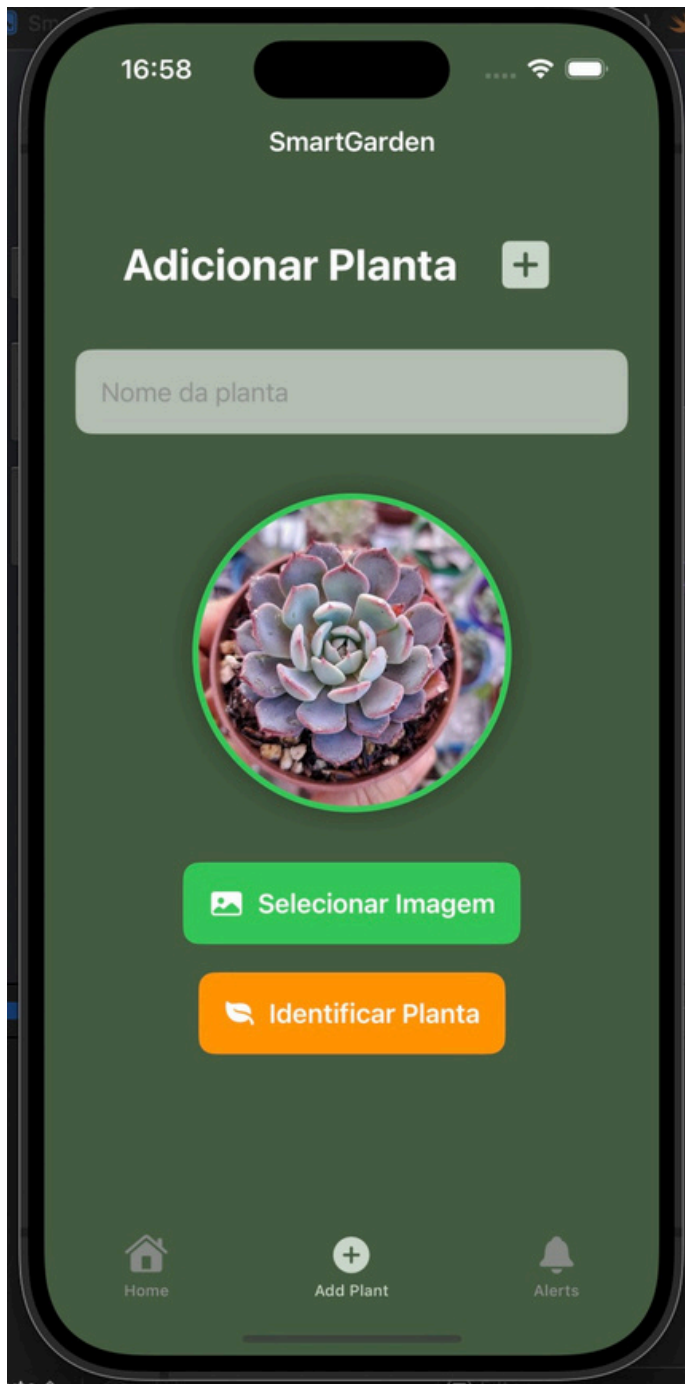 16:58
SmartGarden
Adicionar Planta
Nome da planta
Selecionar Imagem
Identificar Planta
Home
Add Plant
Alerts